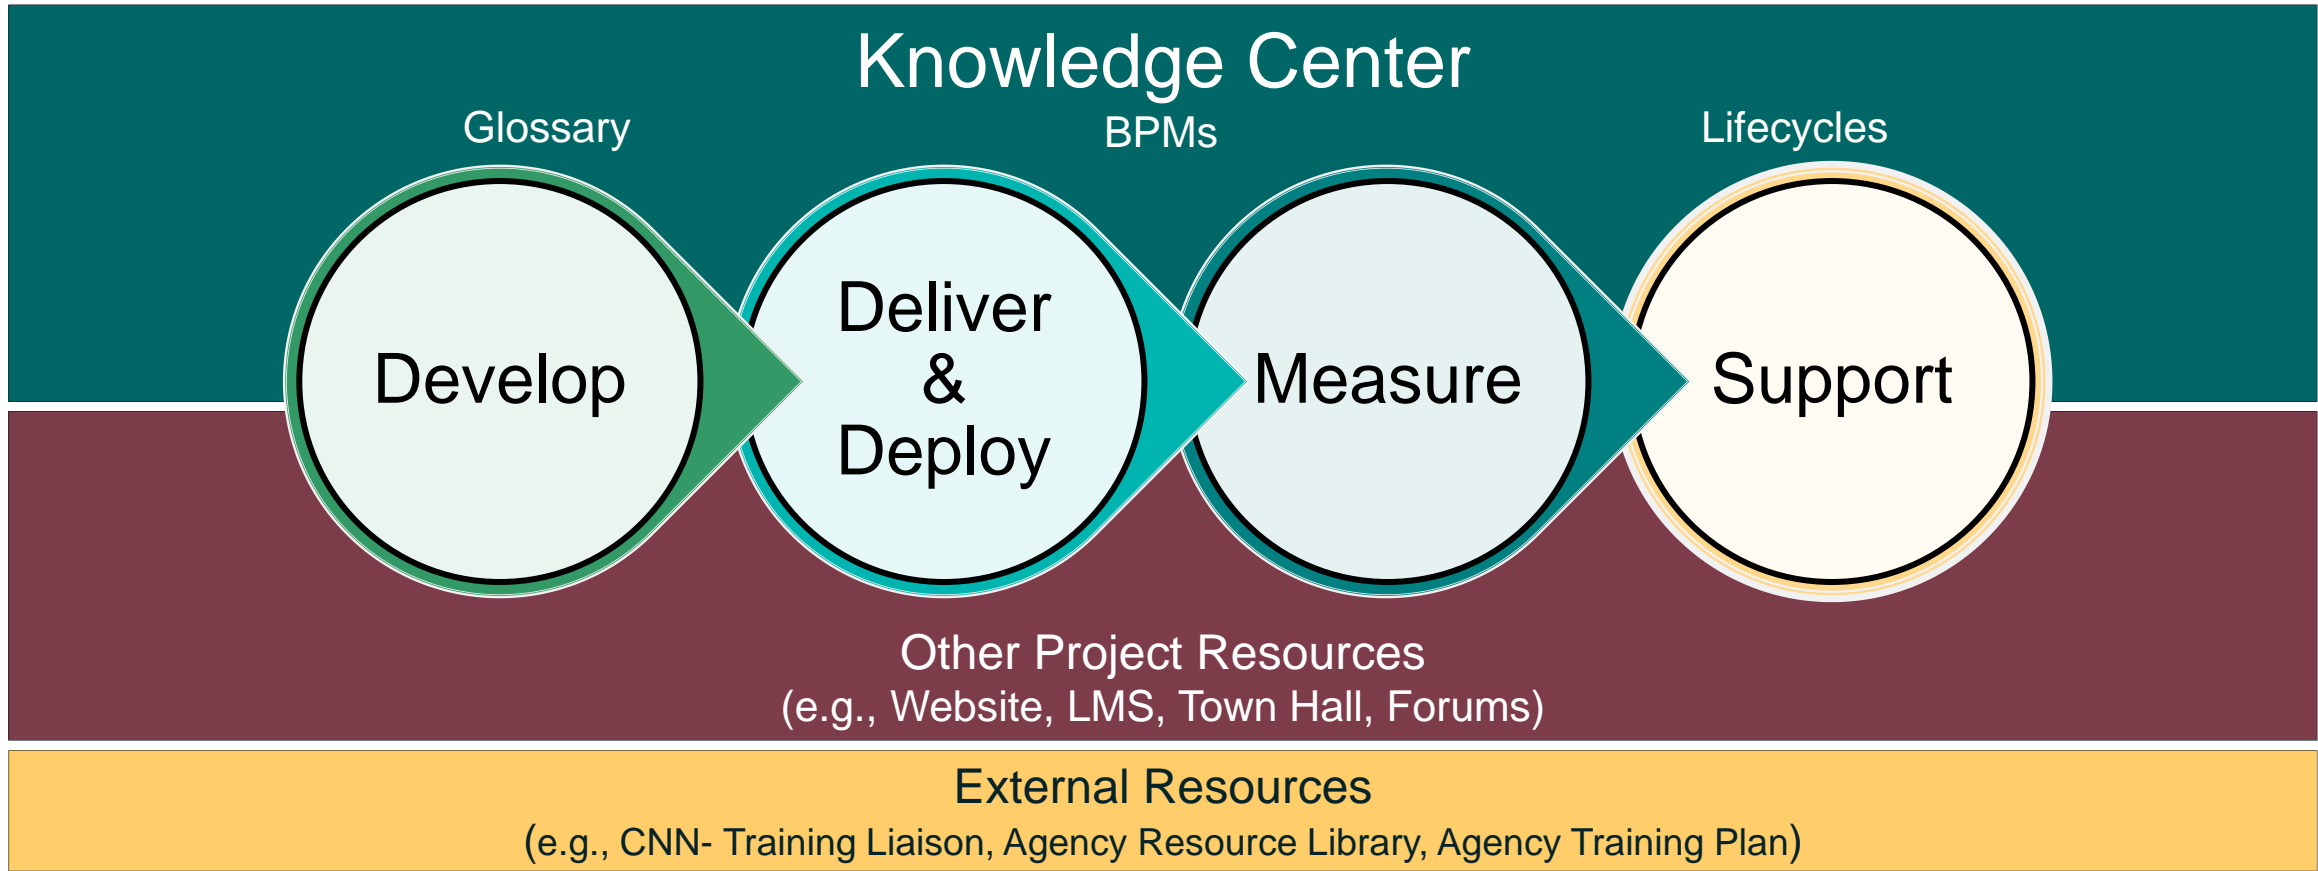 Knowledge Center
Glossary
BPMs
Lifecycles
Develop
Deliver
&
Deploy
Measure
Support
Other Project Resources
(e.g., Website, LMS, Town Hall, Forums)
External Resources
(e.g., CNN- Training Liaison, Agency Resource Library, Agency Training Plan)